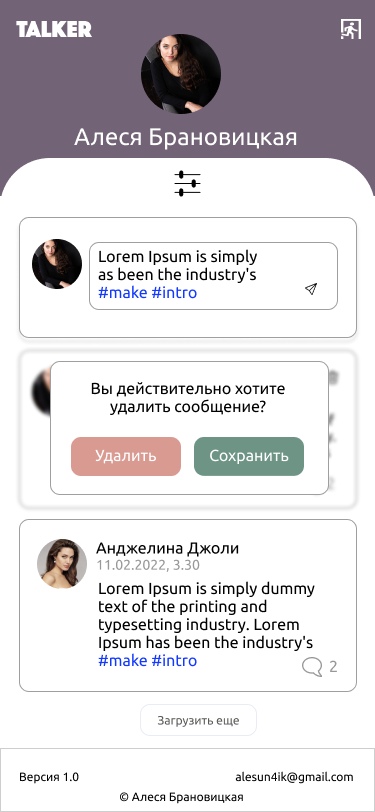 TALKER
Алеся Брановицкая
Lorem Ipsum is simply
as been the industry's
#make #intro
Вы действительно хотите
удалить сообщение?
Удалить
Сохранить
Анджелина Джоли
11.02.2022, 3.30
Lorem Ipsum is simply dummy
text of the printing and
typesetting industry. Lorem
Ipsum has been the industry's
#make #intro
2
Загрузить еще
Версия 1.0
alesun4ik@gmail.com
© Алеся Брановицкая